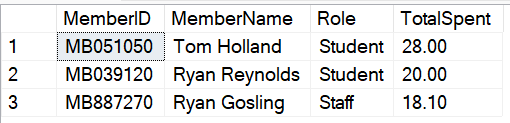 MemberID MemberName Role TotalSpent
1 MB051050 Tom Holland Student 28.00
2 MB039120 Ryan Reynolds Student 20.00
3 MB887270 Ryan Gosling Staff 18.10